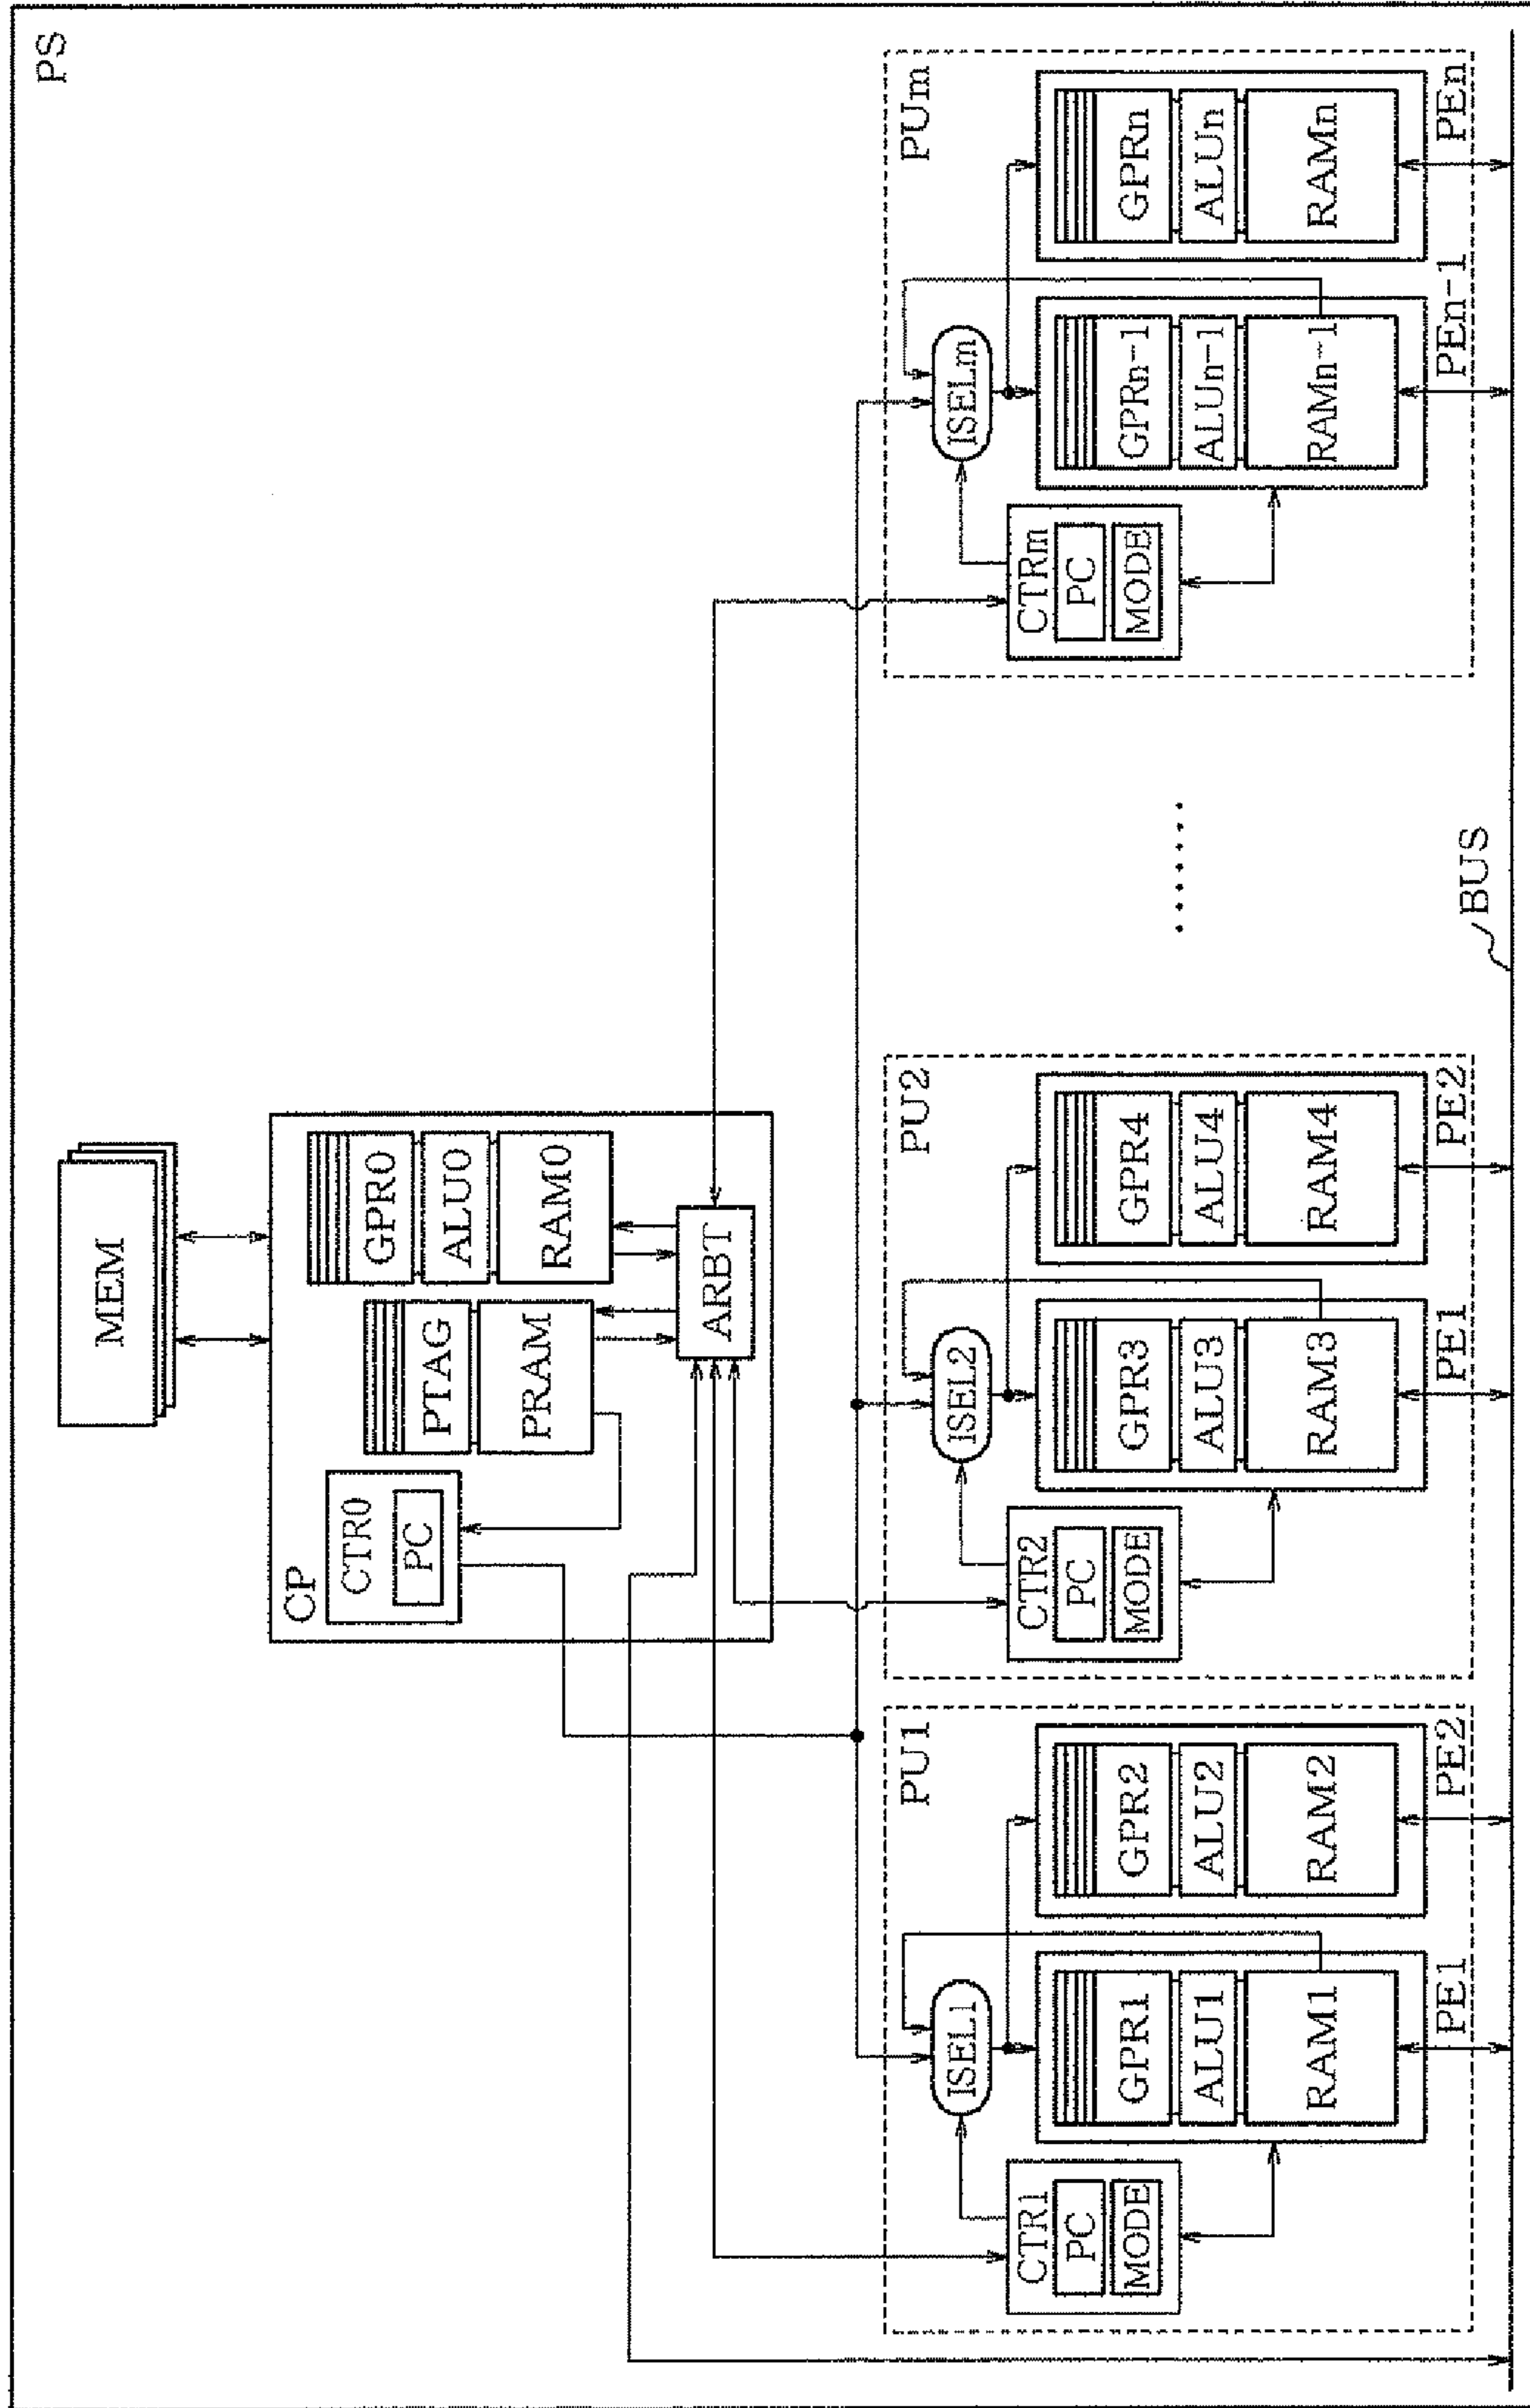 PS
MEM
CP
CTR0
PC
PTAG
PRAM
GPR0
ALU0
RAM0
ARBT
PU1
ISEL1
CTR1
PC
MODE
GPR1
ALU1
RAM1
PE1
GPR2
ALU2
RAM2
PE2
PU2
ISEL2
CTR2
PC
MODE
GPR3
ALU3
RAM3
PE1
GPR4
ALU4
RAM4
PE2
......
PUm
ISELm
CTRm
PC
MODE
GPRn-1
ALUn-1
RAMn-1
PEn-1
GPRn
ALUn
RAMn
PEn
BUS